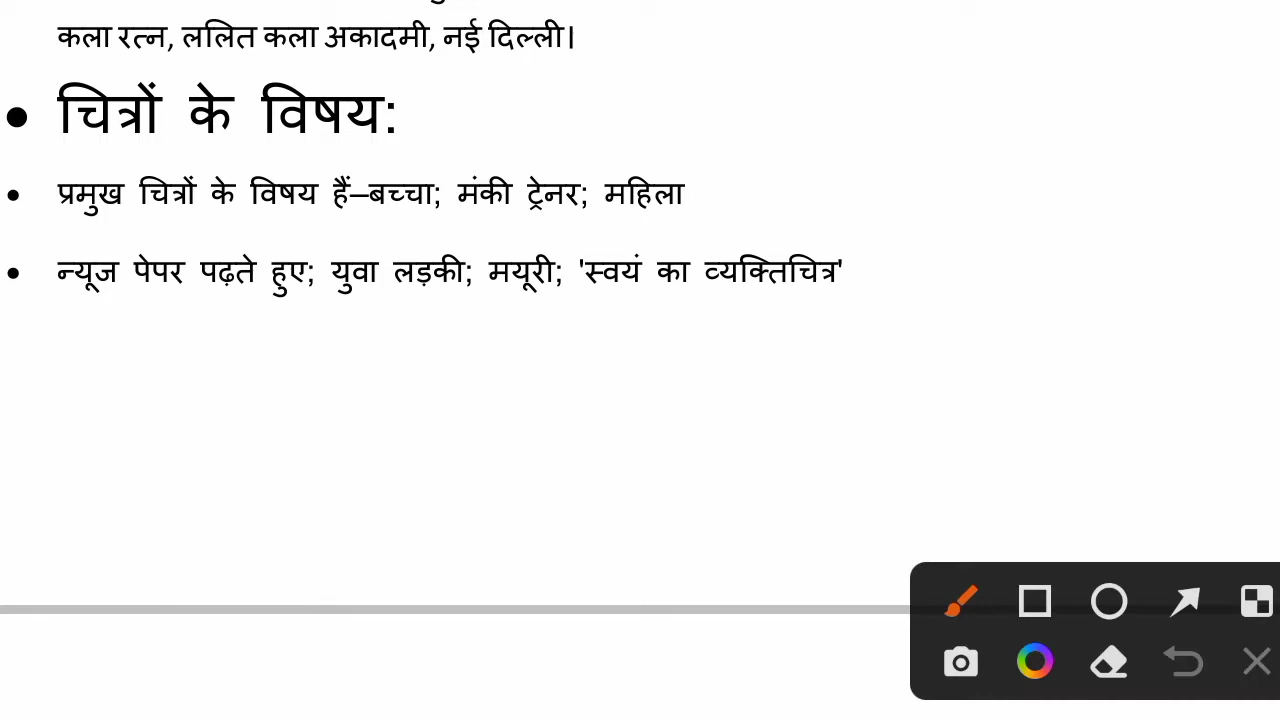 कला रत्न, ललित कला अकादमी, नई दिल्ली।
• चित्रों के विषय:
• प्रमुख चित्रों के विषय हैं–बच्चा; मंकी ट्रेनर; महिला
• न्यूज पेपर पढ़ते हुए; युवा लड़की; मयूरी; 'स्वयं का व्यक्तिचित्र'